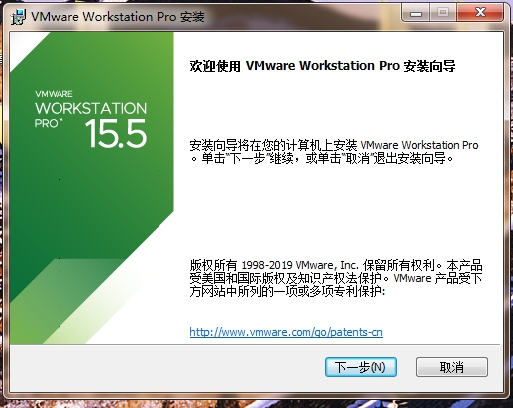 VMware Workstation Pro 安装
VMWARE
WORKSTATION
PRO™
15.5
欢迎使用 VMware Workstation Pro 安装向导
安装向导将在您的计算机上安装 VMware Workstation Pro
。单击“下一步”继续，或单击“取消”退出安装向导。
版权所有 1998-2019 VMware, Inc. 保留所有权利。本产品
受美国和国际版权及知识产权法保护。VMware 产品受下
方网站中所列的一项或多项专利保护:
http://www.vmware.com/go/patents-cn
下一步(N)
取消